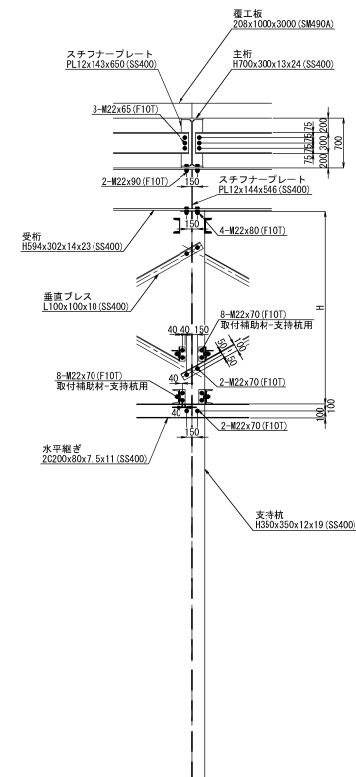 覆工板
208x1000x3000(SM490A)
スチフナープレート
PL12x143x650(SS400)
主桁
H700x300x13x24(SS400)
3-M22x65(F10T)
75
75
75
75
200
300
200
700
2-M22x90(F10T)
150
スチフナープレート
PL12x144x546(SS400)
150
4-M22x80(F10T)
受桁
H594x302x14x23(SS400)
H
垂直ブレス
L100x100x10(SS400)
8-M22x70(F10T)
取付補助材-支持杭用
40
40
150
100
50
50
40
8-M22x70(F10T)
取付補助材-支持杭用
2-M22x70(F10T)
40
2-M22x70(F10T)
100
100
150
水平継ぎ
2C200x80x7.5x11(SS400)
支持杭
H350x350x12x19(SS400)